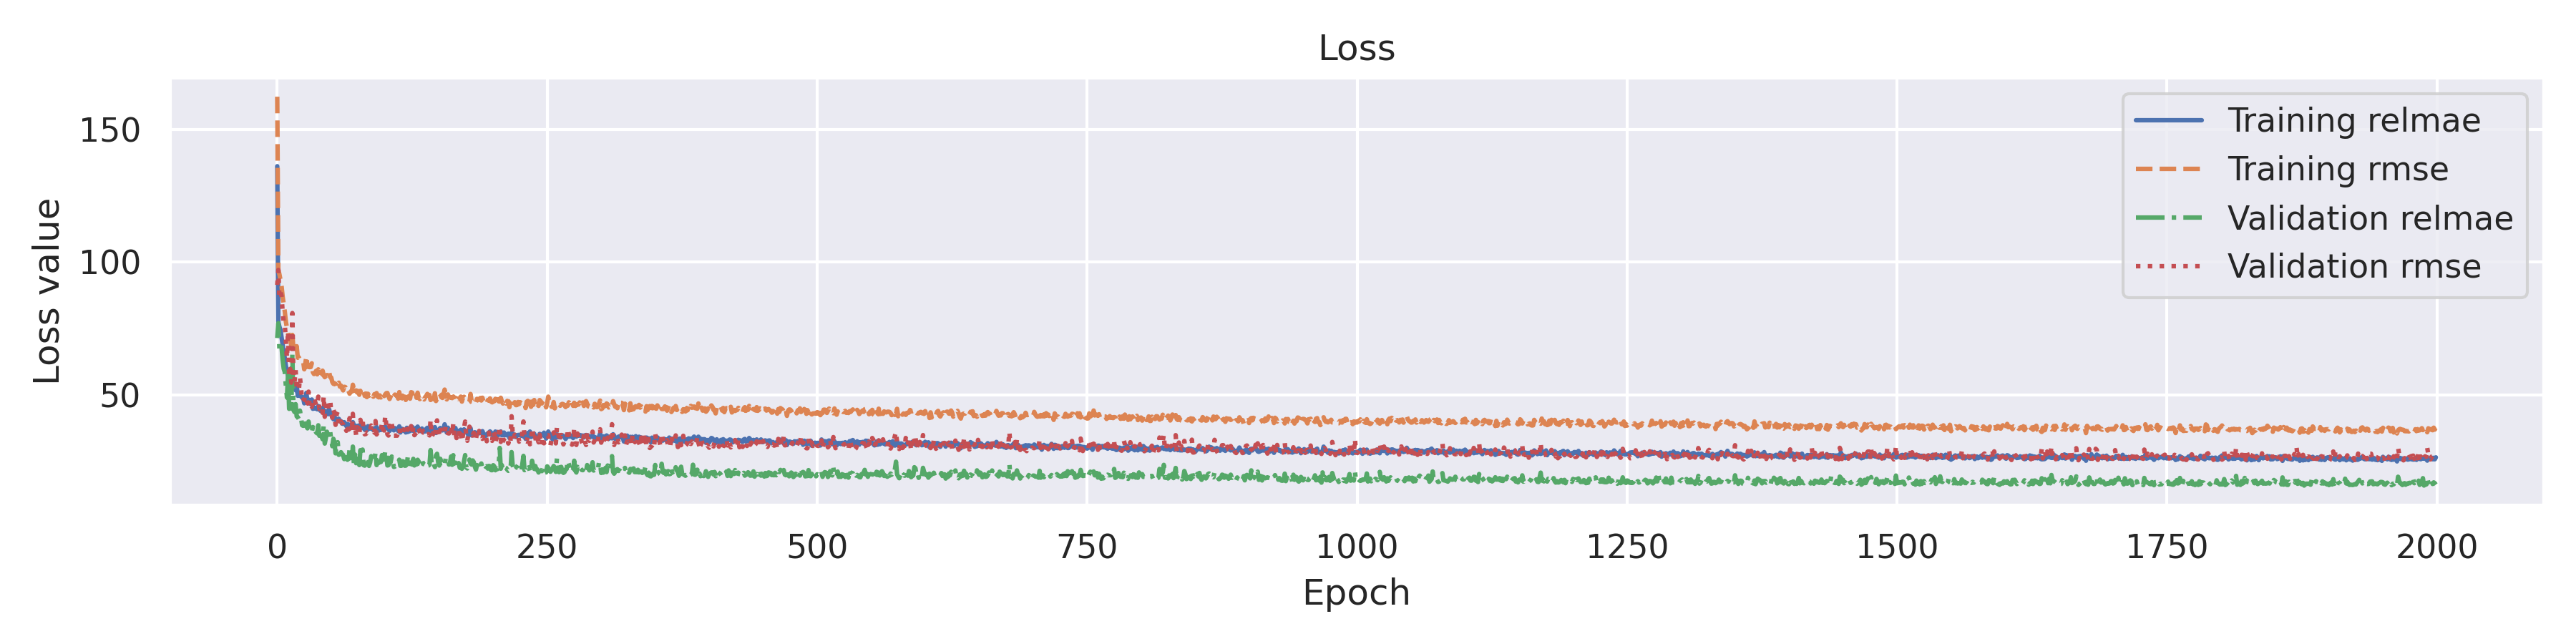 Loss
150
100
50
Loss value
Training relmae
Training rmse
Validation relmae
Validation rmse
0 250 500 750 1000 1250 1500 1750 2000
Epoch